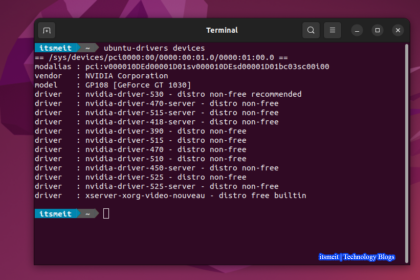 Terminal
itsmeit ~ ubuntu-drivers devices
== /sys/devices/pci0000:00/0000:00:01.0/0000:01:00.0 ==
modalias : pci:v000010DEd00001D01sv000010DEsd00001D01bc03sc00i00
vendor : NVIDIA Corporation
model : GP108 [GeForce GT 1030]
driver : nvidia-driver-530 - distro non-free recommended
driver : nvidia-driver-470-server - distro non-free
driver : nvidia-driver-515-server - distro non-free
driver : nvidia-driver-418-server - distro non-free
driver : nvidia-driver-390 - distro non-free
driver : nvidia-driver-515 - distro non-free
driver : nvidia-driver-470 - distro non-free
driver : nvidia-driver-510 - distro non-free
driver : nvidia-driver-450-server - distro non-free
driver : nvidia-driver-525 - distro non-free
driver : nvidia-driver-525-server - distro non-free
driver : xserver-xorg-video-nouveau - distro free builtin
itsmeit ~
itsmeit | Technology Blogs